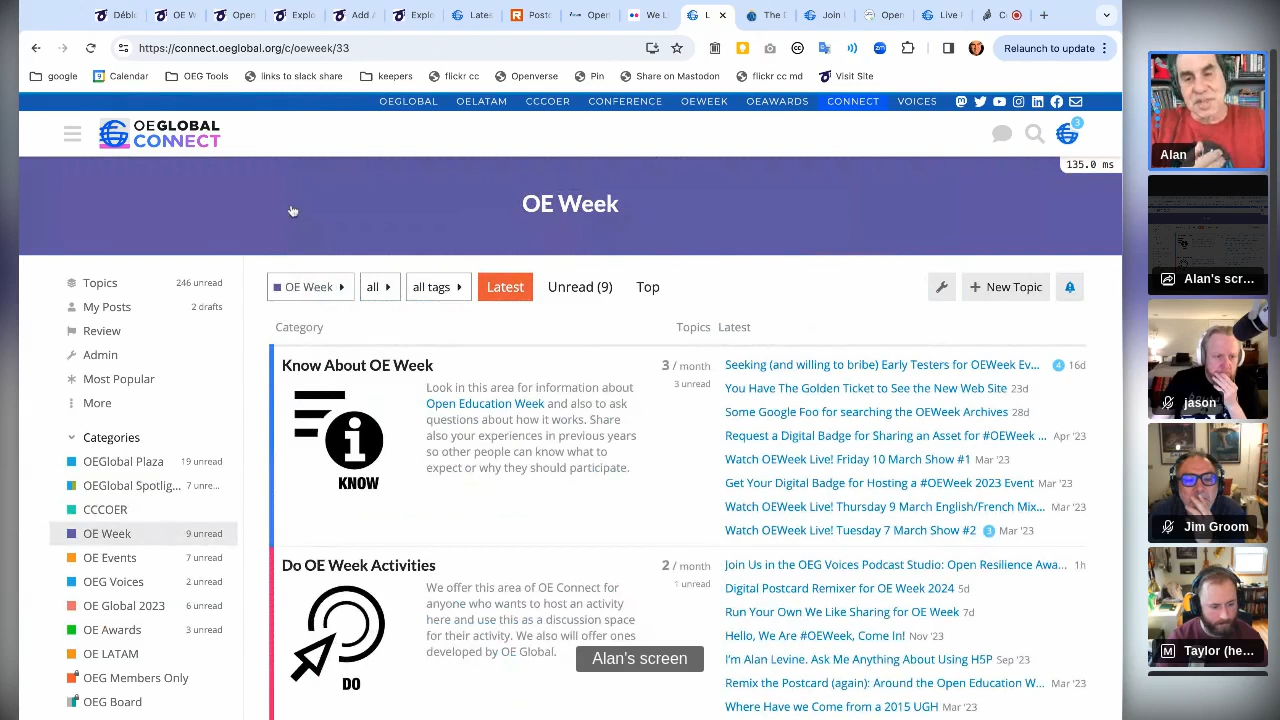 Déblo
OE W
Open
Explo
Add /
Explo
Lates
Postc
Open
We L
G
The D
Join U
Open
Live /
C
https://connect.oeglobal.org/c/oeweek/33
Relaunch to update
google
Calendar
OEG Tools
links to slack share
keepers
flickr cc
Openverse
Pin
Share on Mastodon
flickr cc md
Visit Site
OEGLOBAL OELATAM CCCOER CONFERENCE OEWEEK OEAWARDS CONNECT VOICES
OEGLOBAL
CONNECT
3
135.0 ms
OE Week
Topics 246 unread
My Posts 2 drafts
Review
Admin
Most Popular
More
Categories
OEGlobal Plaza 19 unread
OEGlobal Spotlig... 7 unre...
CCCOER
OE Week 9 unread
OE Events 7 unread
OEG Voices 2 unread
OE Global 2023 6 unread
OE Awards 3 unread
OE LATAM
OEG Members Only
OEG Board
OE Week all all tags Latest Unread (9) Top
New Topic
Category Topics Latest
Know About OE Week
KNOW
Look in this area for information about
Open Education Week and also to ask
questions about how it works. Share
also your experiences in previous years
so other people can know what to
expect or why they should participate.
3 / month
3 unread
Seeking (and willing to bribe) Early Testers for OEWeek Ev... 4 16d
You Have The Golden Ticket to See the New Web Site 23d
Some Google Foo for searching the OEWeek Archives 28d
Request a Digital Badge for Sharing an Asset for #OEWeek ... Apr '23
Watch OEWeek Live! Friday 10 March Show #1 Mar '23
Get Your Digital Badge for Hosting a #OEWeek 2023 Event Mar '23
Watch OEWeek Live! Thursday 9 March English/French Mix... Mar '23
Watch OEWeek Live! Tuesday 7 March Show #2 3 Mar '23
Do OE Week Activities
DO
We offer this area of OE Connect for
anyone who wants to host an activity
here and use this as a discussion space
for their activity. We also will offer ones
developed by OE Global.
2 / month
1 unread
Join Us in the OEG Voices Podcast Studio: Open Resilience Awa... 1h
Digital Postcard Remixer for OE Week 2024 5d
Run Your Own We Like Sharing for OE Week 7d
Hello, We Are #OEWeek, Come In! Nov '23
I'm Alan Levine. Ask Me Anything About Using H5P Sep '23
Remix the Postcard (again): Around the Open Education W... Mar '23
Where Have we Come from a 2015 UGH Mar '23
Alan's screen
Alan
Alan's scr...
jason
Jim Groom
M Taylor (he...